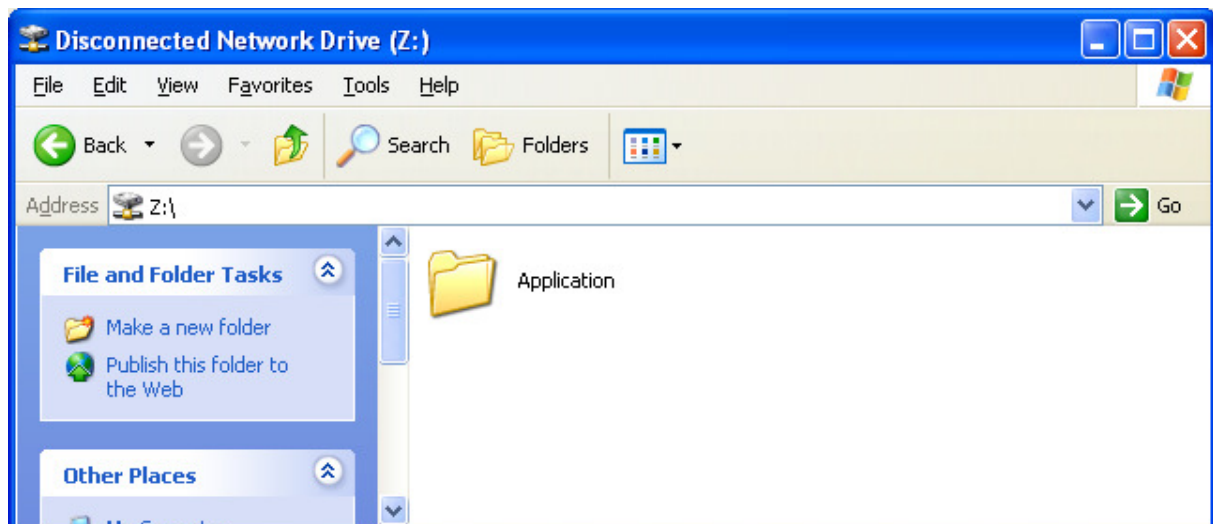 Disconnected Network Drive (Z:)
File Edit View Favorites Tools Help
Back Search Folders
Address Z:\ Go
File and Folder Tasks
Make a new folder
Publish this folder to
the Web
Other Places
Application